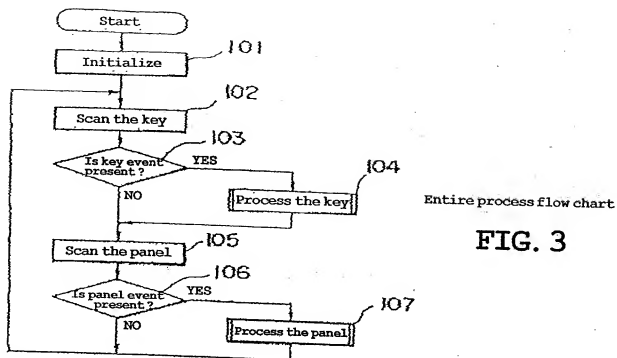 Start
101
Initialize
102
Scan the key
103
Is key event
present?
YES
104
NO
Process the key
Entire process flow chart
FIG. 3
105
Scan the panel
106
Is panel event
present?
YES
107
NO
Process the panel